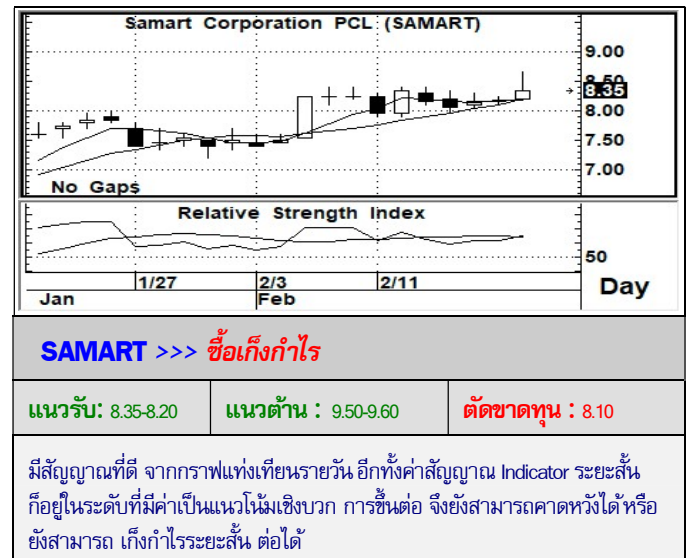 Samart Corporation PCL (SAMART)
9.00
8.50
8.35
8.00
7.50
7.00
No Gaps
Relative Strength Index
50
1/27 2/3 2/11
Jan Feb
Day
SAMART >>> ซื้อเก็งกำไร
แนวรับ: 8.35-8.20 แนวต้าน : 9.50-9.60 ตัดขาดทุน : 8.10
มีสัญญาณที่ดี จากกราฟแท่งเทียนรายวัน อีกทั้งค่าสัญญาณ Indicator ระยะสั้น
ก็อยู่ในระดับที่มีค่าเป็นแนวโน้มเชิงบวก การขึ้นต่อ จึงยังสามารถคาดหวังได้ หรือ
ยังสามารถ เก็งกำไรระยะสั้น ต่อได้